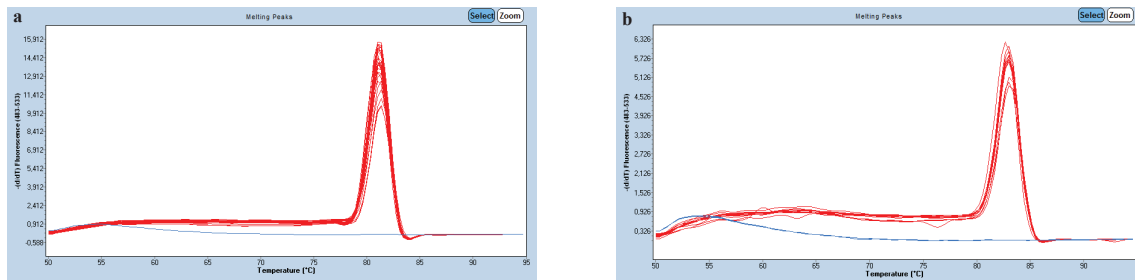 a
Melting Peaks
Select Zoom
15,912
14,412
12,912
11,412
9,912
8,412
6,912
5,412
3,912
2,412
0,912
-0,588
-(d/dT) Fluorescence (483-533)
50 55 60 65 70 75 80 85 90 95
Temperature [°C]
b
Melting Peaks
Select Zoom
6,326
5,726
5,126
4,526
3,926
3,326
2,726
2,126
1,526
0,926
0,326
-(d/dT) Fluorescence (483-533)
50 55 60 65 70 75 80 85 90
Temperature [°C]